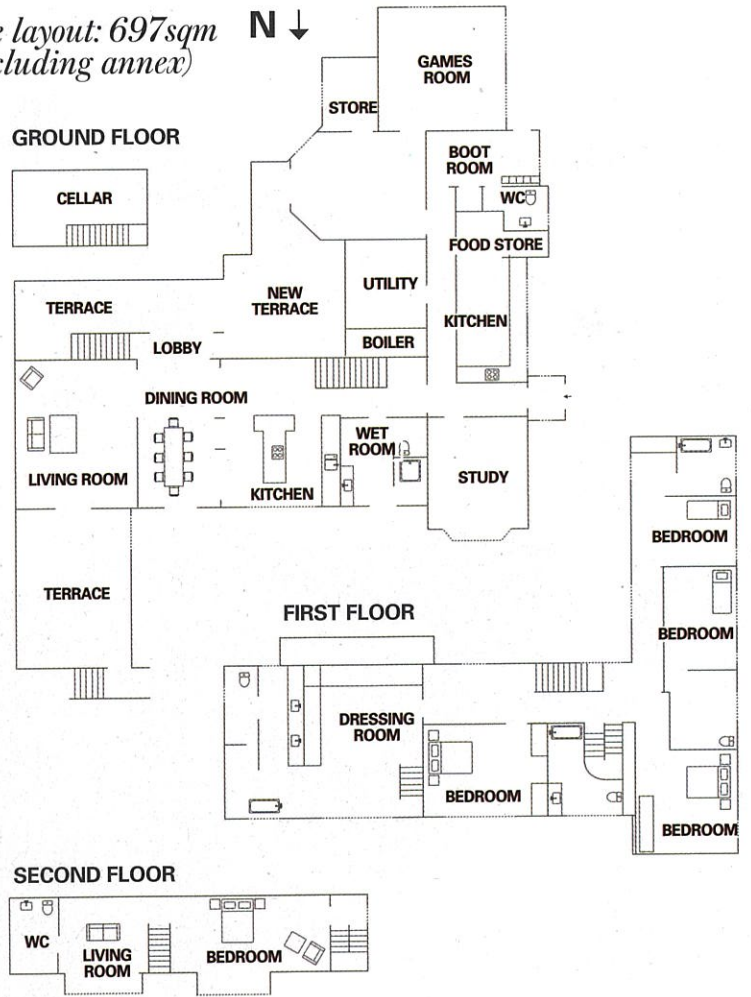 e layout: 697sqm
cluding annex)
N
GROUND FLOOR
CELLAR
STORE
GAMES
ROOM
BOOT
ROOM
WC
FOOD STORE
TERRACE
NEW
TERRACE
UTILITY
KITCHEN
LOBBY
BOILER
DINING ROOM
LIVING ROOM
KITCHEN
WET
ROOM
STUDY
TERRACE
FIRST FLOOR
BEDROOM
BEDROOM
DRESSING
ROOM
BEDROOM
BEDROOM
SECOND FLOOR
WC
LIVING
ROOM
BEDROOM